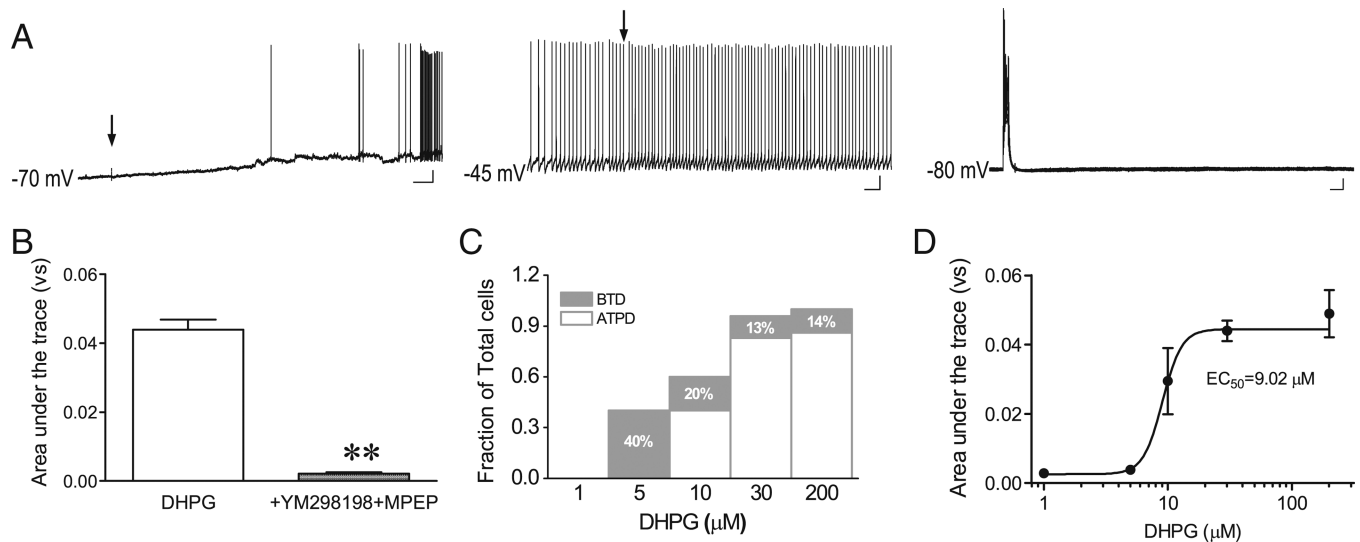 A
-70 mV
-45 mV
-80 mV
B
Area under the trace (vs)
0.06
0.04
0.02
0.00
**
DHPG
+YM298198+MPEP
C
Fraction of Total cells
1.2
0.9
0.6
0.3
0.0
BTD
ATPD
40%
20%
13%
14%
1 5 10 30 200
DHPG (μM)
D
Area under the trace (vs)
0.06
0.04
0.02
0.00
EC50=9.02 μM
1 10 100
DHPG (μM)